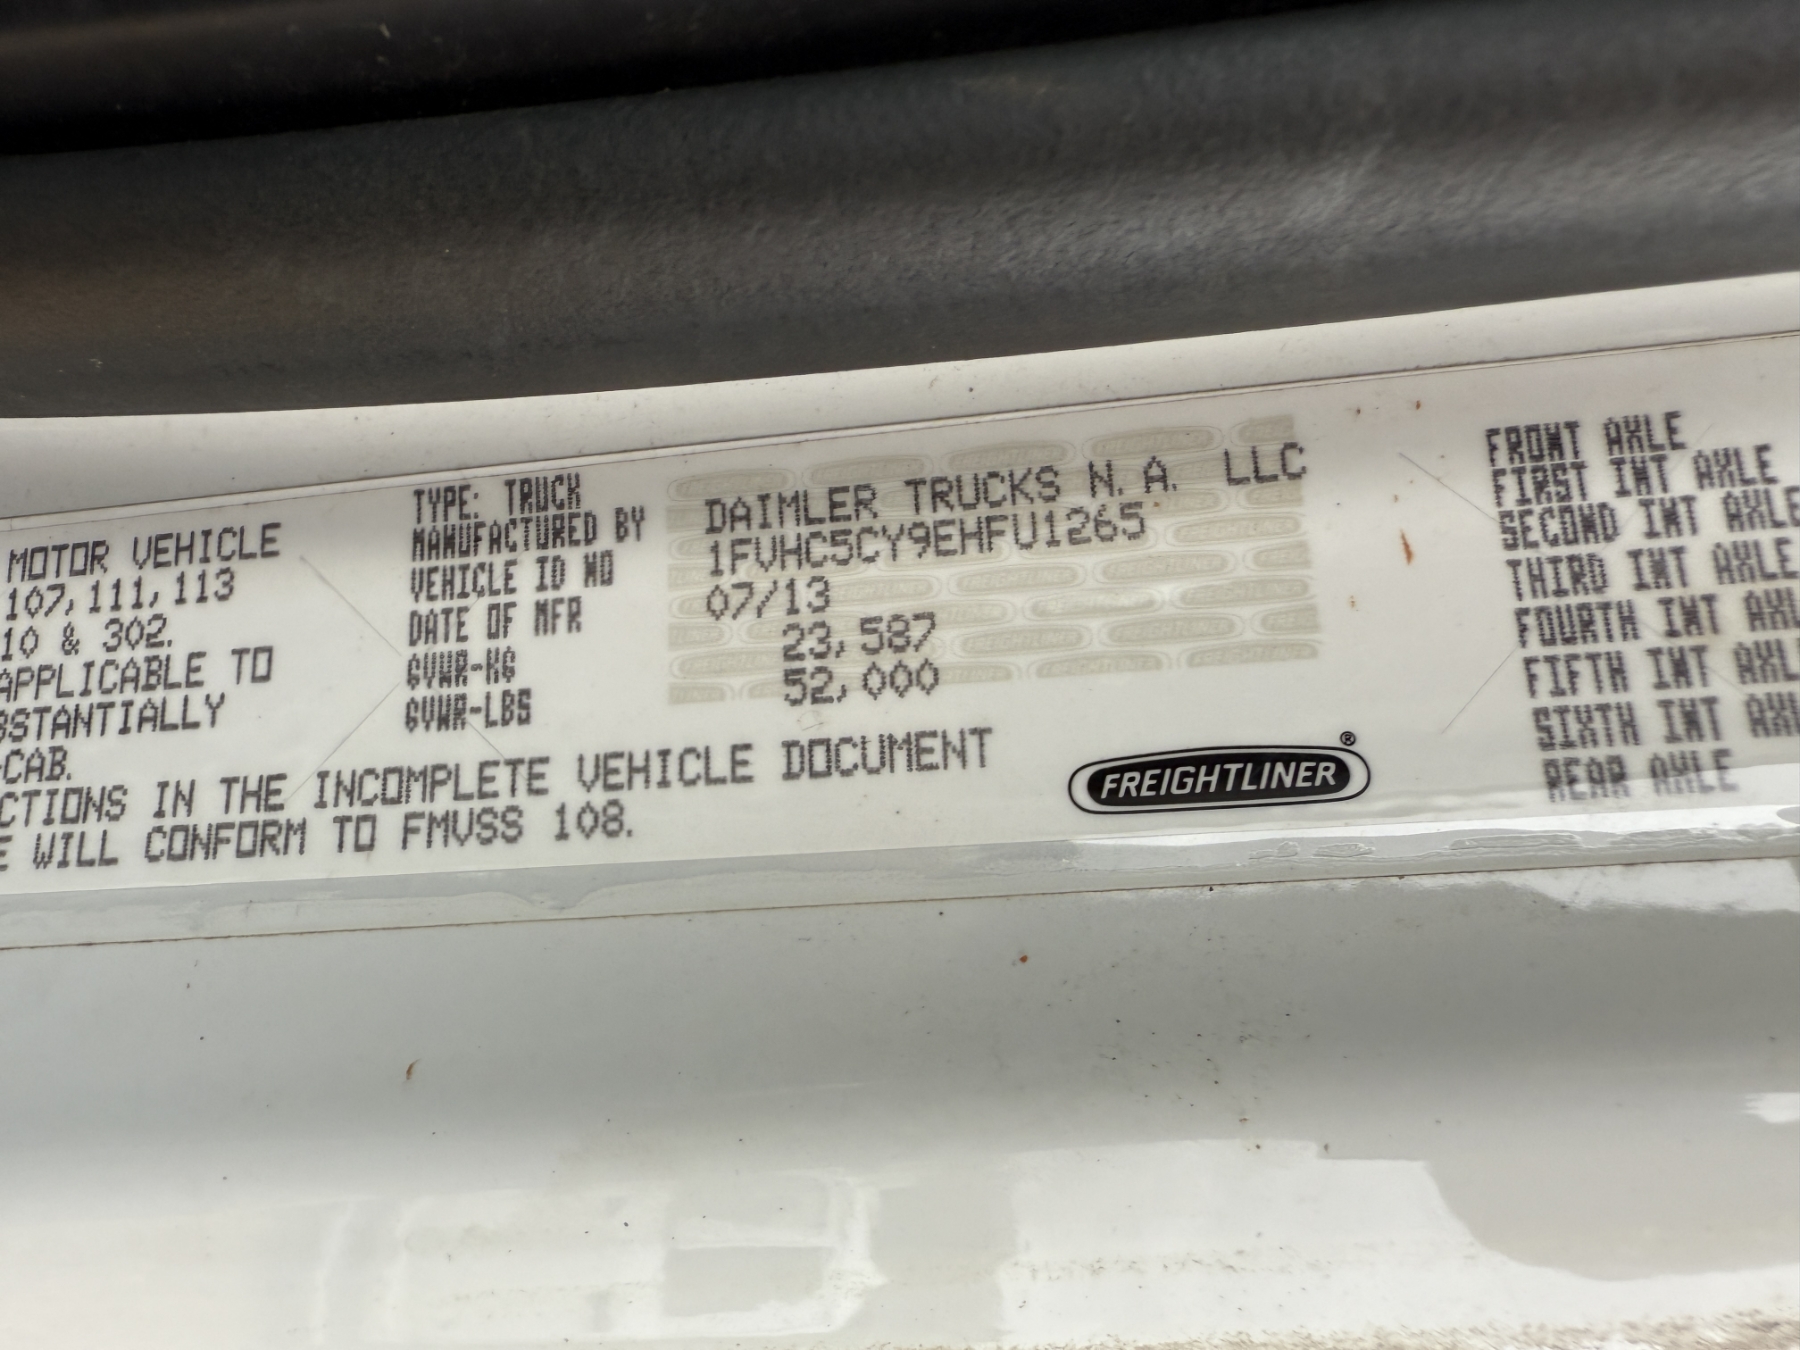 MOTOR VEHICLE
107, 111, 113
10 & 302.
APPLICABLE TO
BSTANTIALLY
-CAB.
CTIONS IN THE INCOMPLETE VEHICLE DOCUMENT
E WILL CONFORM TO FMVSS 108.
TYPE: TRUCK
MANUFACTURED BY DAIMLER TRUCKS N.A. LLC
VEHICLE ID NO 1FVHC5CY9EHFU1265
DATE OF MFR 07/13
GVWR-KG 23,587
GVWR-LBS 52,000
FREIGHTLINER®
FRONT AXLE
FIRST INT AXLE
SECOND INT AXLE
THIRD INT AXLE
FOURTH INT AXL
FIFTH INT AXL
SIXTH INT AXL
REAR AXLE